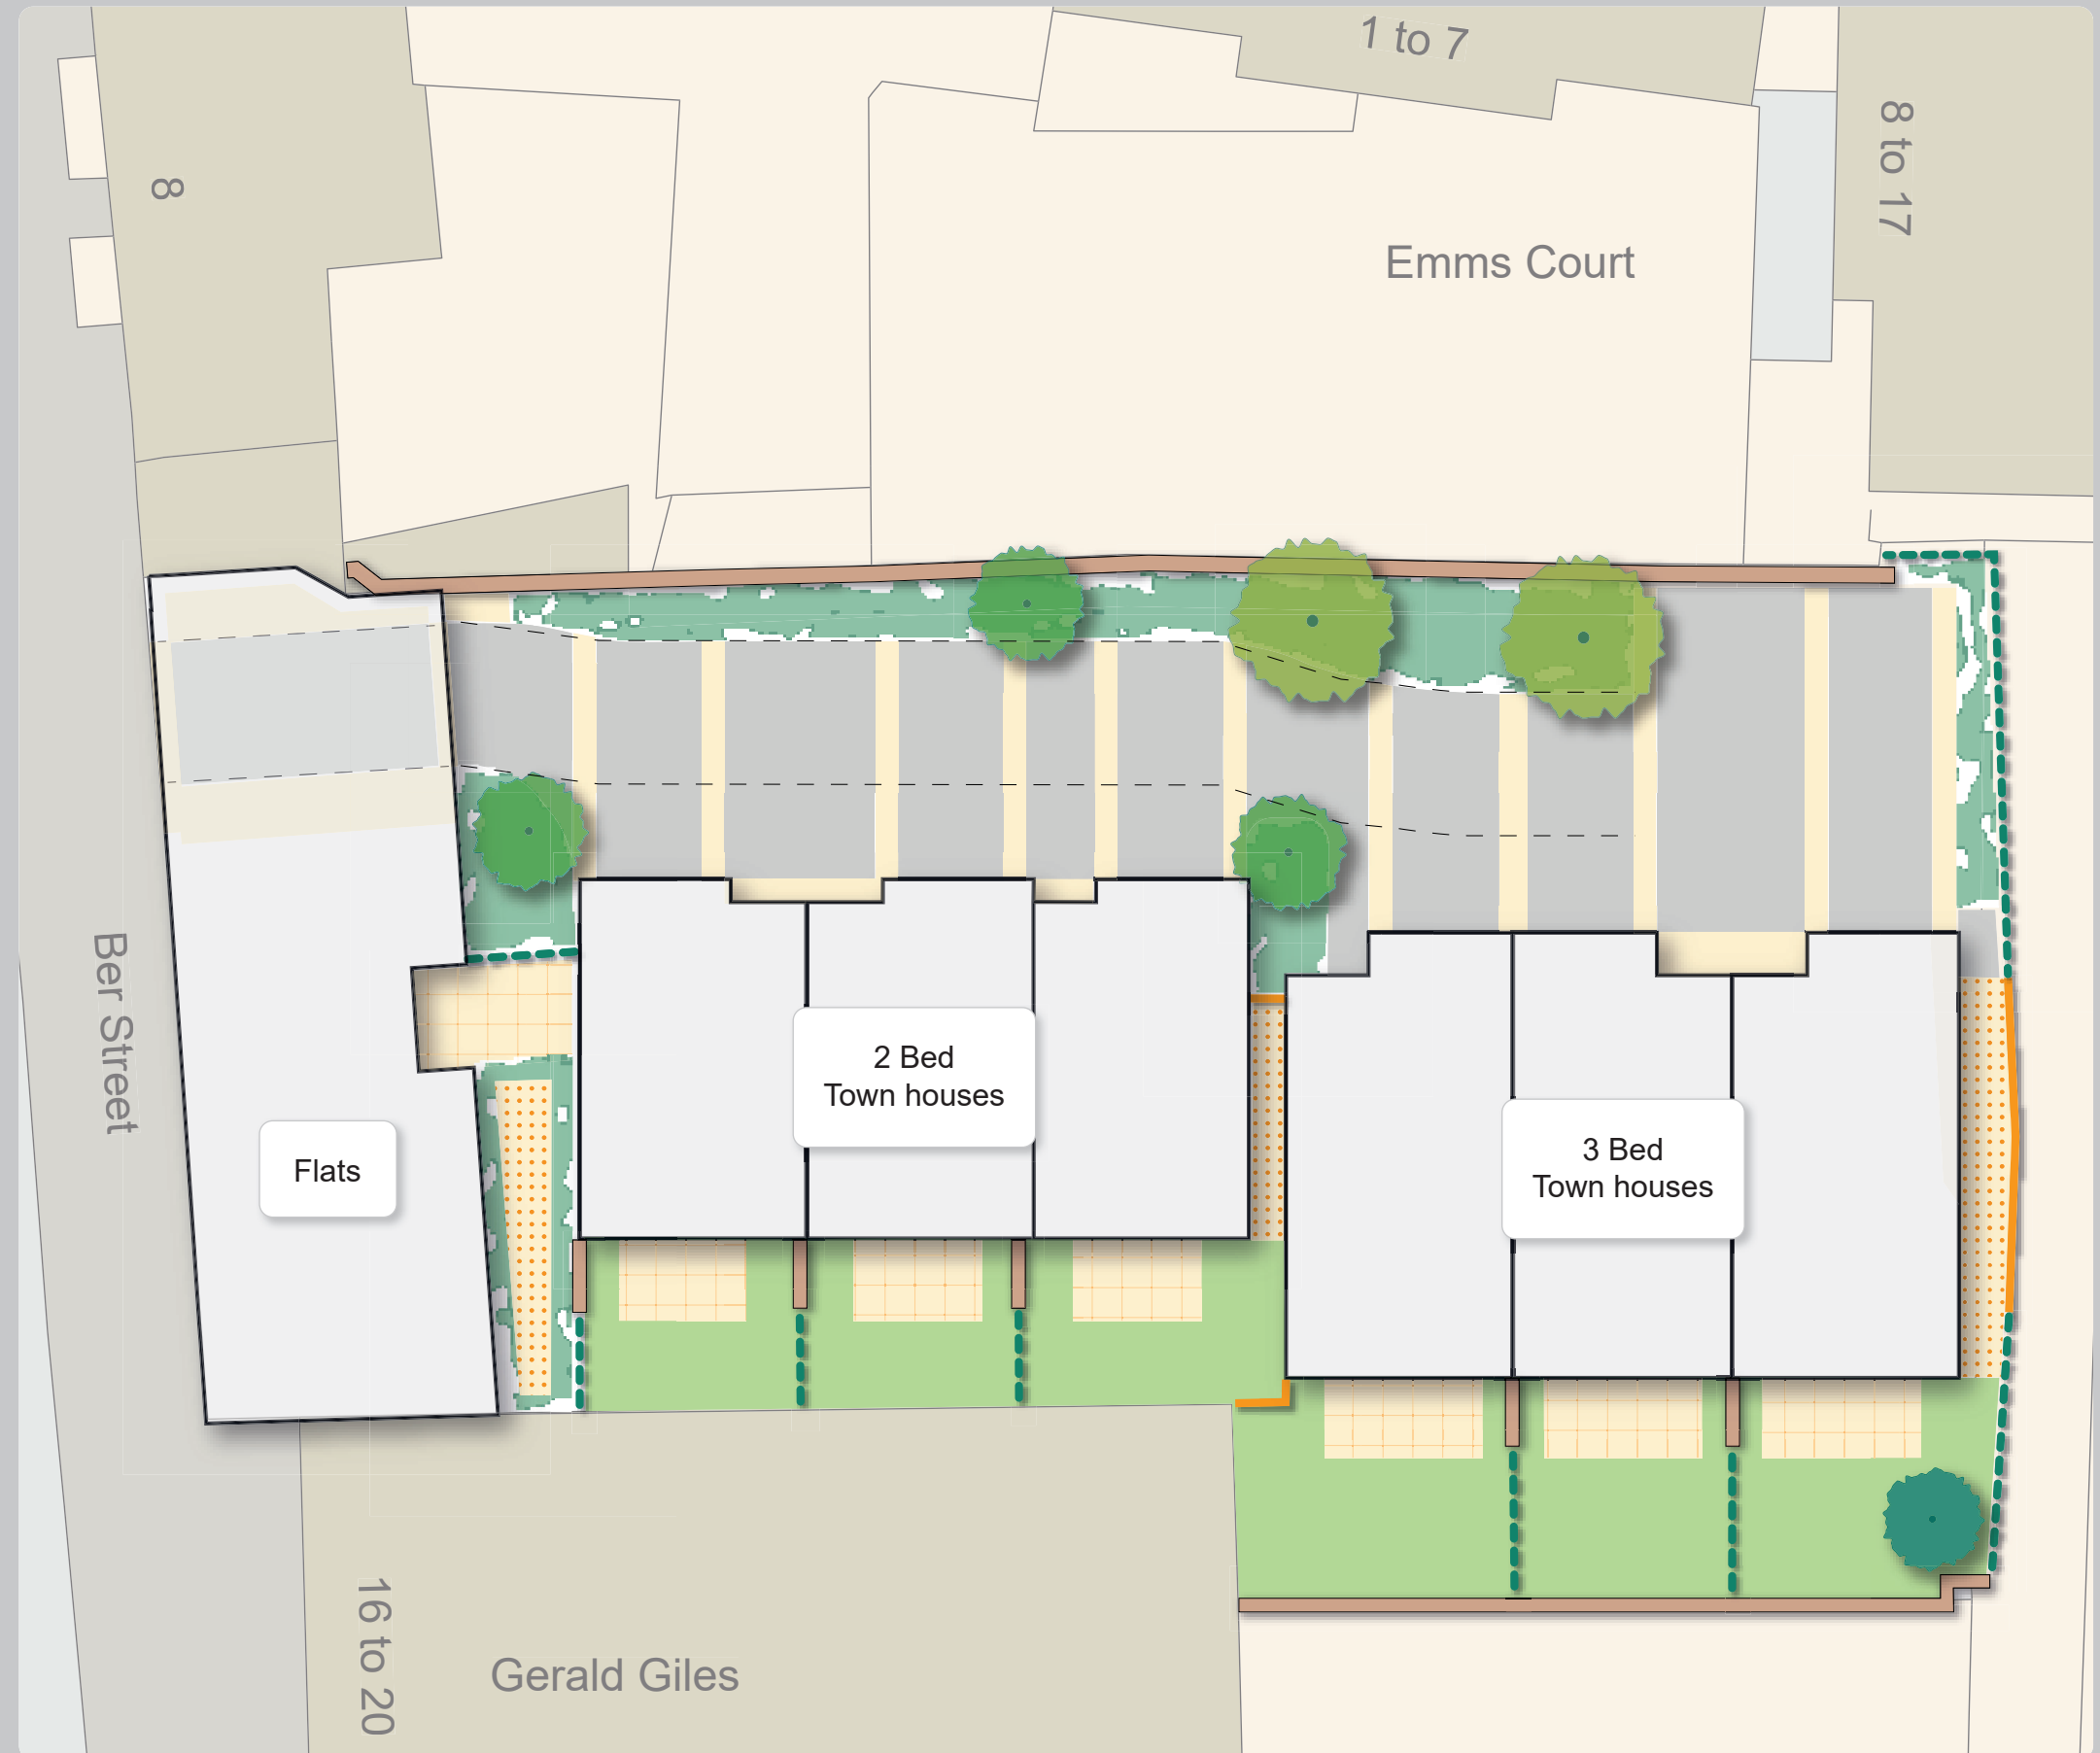 1 to 7
8
8 to 17
Emms Court
Ber Street
2 Bed
Town houses
Flats
3 Bed
Town houses
16 to 20
Gerald Giles